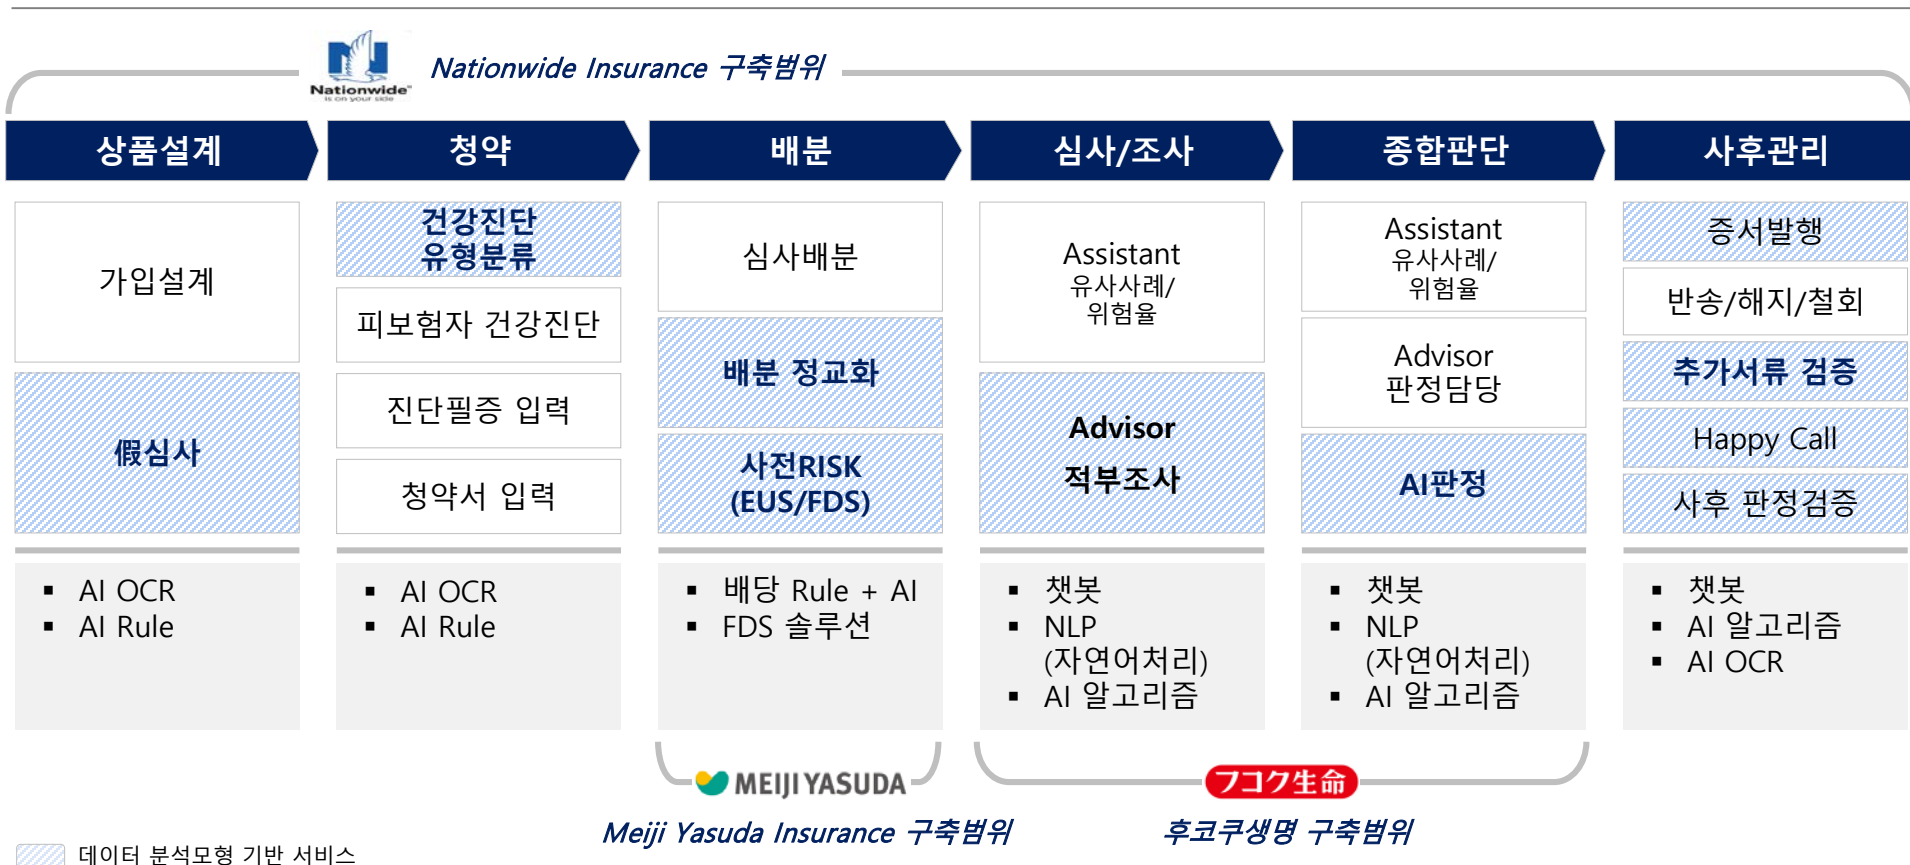 Nationwide
is on your side
Nationwide Insurance 구축범위
상품설계
청약
배분
심사/조사
종합판단
사후관리
가입설계
假심사
건강진단
유형분류
피보험자 건강진단
진단필증 입력
청약서 입력
심사배분
배분 정교화
사전RISK
(EUS/FDS)
Assistant
유사사례/
위험율
Advisor
적부조사
Assistant
유사사례/
위험율
Advisor
판정담당
AI판정
증서발행
반송/해지/철회
추가서류 검증
Happy Call
사후 판정검증
▪ AI OCR
▪ AI Rule
▪ AI OCR
▪ AI Rule
▪ 배당 Rule + AI
▪ FDS 솔루션
▪ 챗봇
▪ NLP
(자연어처리)
▪ AI 알고리즘
▪ 챗봇
▪ NLP
(자연어처리)
▪ AI 알고리즘
▪ 챗봇
▪ AI 알고리즘
▪ AI OCR
MEIJI YASUDA
Meiji Yasuda Insurance 구축범위
フコク生命
후코쿠생명 구축범위
데이터 분석모형 기반 서비스